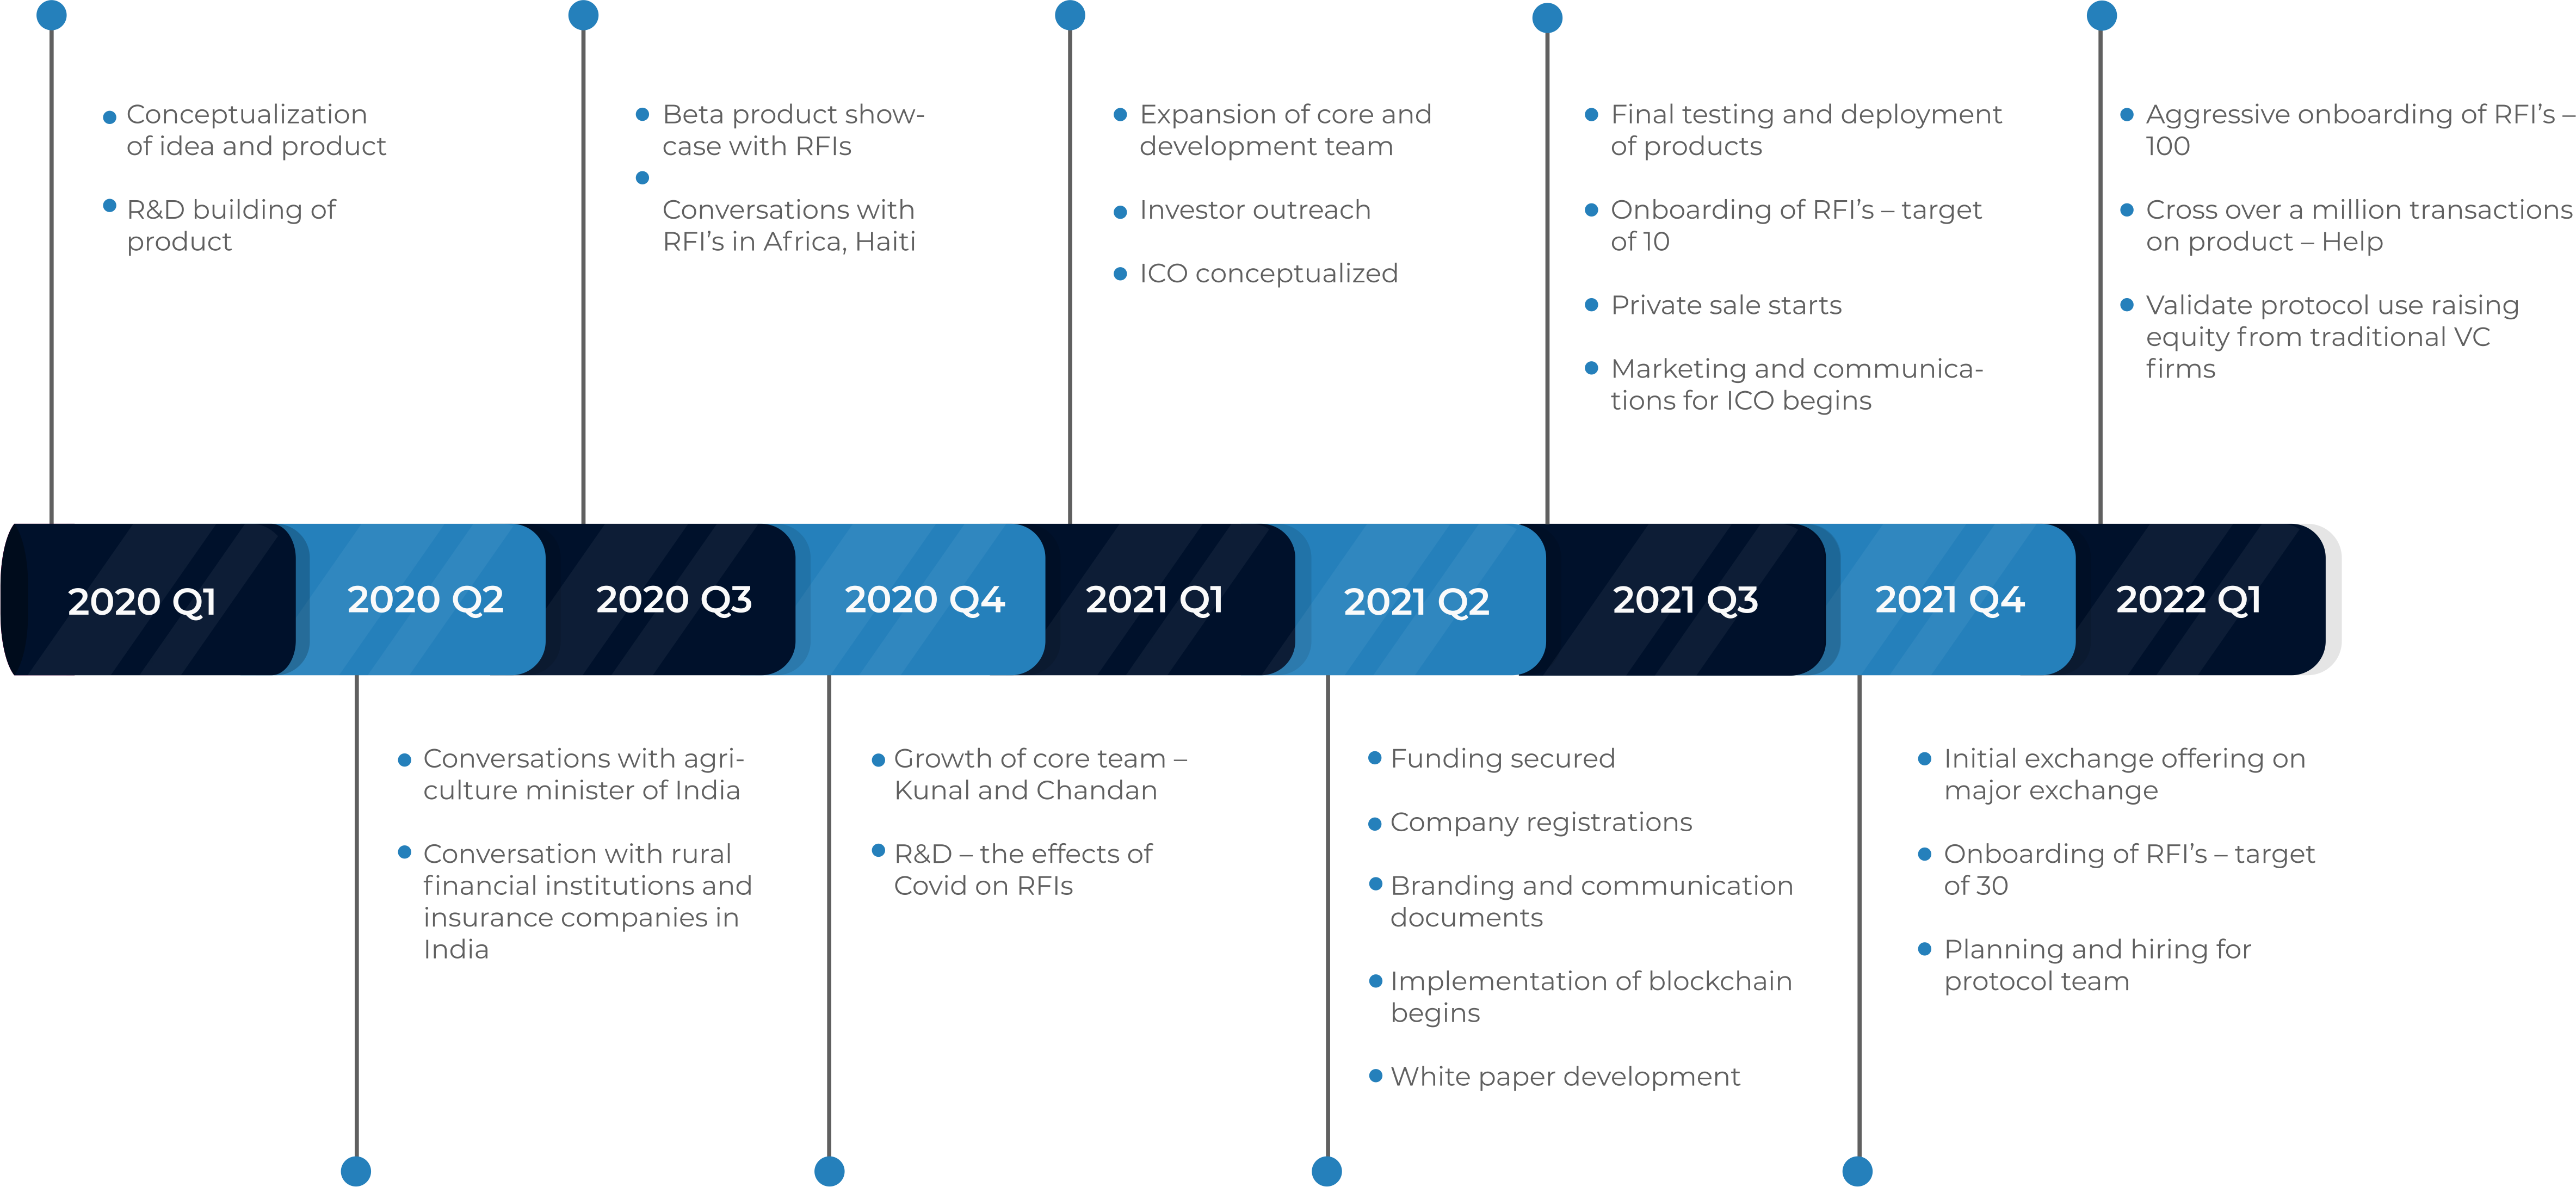 Conceptualization
of idea and product
R&D building of
product
Beta product show-
case with RFIs
Conversations with
RFI's in Africa, Haiti
Expansion of core and
development team
Investor outreach
ICO conceptualized
Final testing and deployment
of products
Onboarding of RFI's – target
of 10
Private sale starts
Marketing and communica-
tions for ICO begins
Aggressive onboarding of RFI's –
100
Cross over a million transactions
on product – Help
Validate protocol use raising
equity from traditional VC
firms
2020 Q1
2020 Q2
2020 Q3
2020 Q4
2021 Q1
2021 Q2
2021 Q3
2021 Q4
2022 Q1
Conversations with agri-
culture minister of India
Conversation with rural
financial institutions and
insurance companies in
India
Growth of core team –
Kunal and Chandan
R&D – the effects of
Covid on RFIs
Funding secured
Company registrations
Branding and communication
documents
Implementation of blockchain
begins
White paper development
Initial exchange offering on
major exchange
Onboarding of RFI's – target
of 30
Planning and hiring for
protocol team